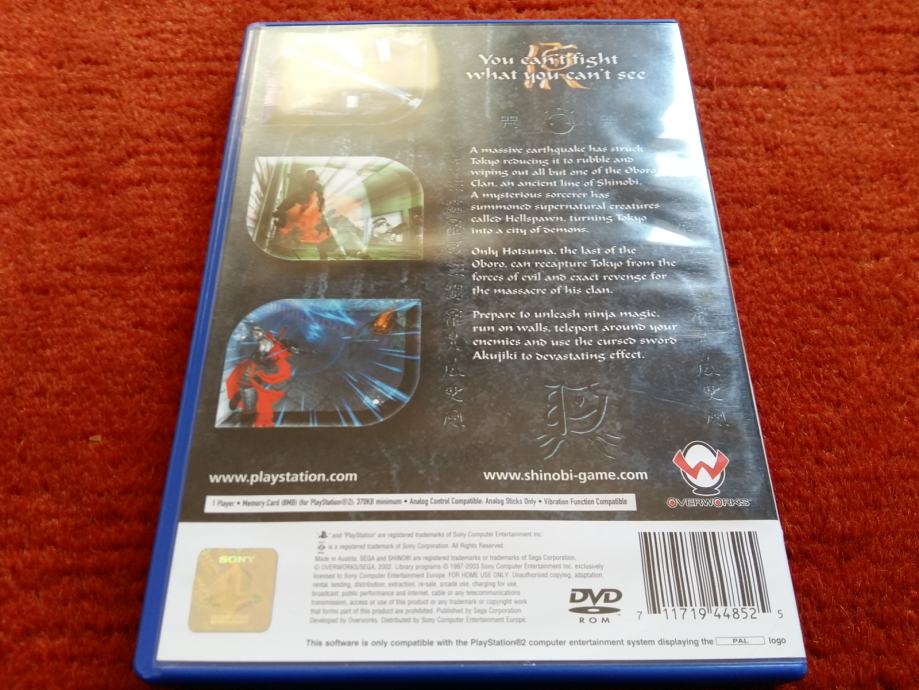 You can't fight
what you can't see
A massive earthquake has struck
Tokyo reducing it to rubble and
wiping out all but one of the Oboro
Clan, an ancient line of Shinobi.
A mysterious sorcerer has
summoned supernatural creatures
called Hellspawn, turning Tokyo
into a city of demons.
Only Hotsuma, the last of the
Oboro, can recapture Tokyo from the
forces of evil and exact revenge for
the massacre of his clan.
Prepare to unleash ninja magic,
run on walls, teleport around your
enemies and use the cursed sword
Akujiki to devastating effect.
www.playstation.com
www.shinobi-game.com
OVERWORKS
1 Player • Memory Card (8MB) (for PlayStation®2): 370KB minimum • Analog Control Compatible: Analog Sticks Only • Vibration Function Compatible
SONY
" and "PlayStation" are registered trademarks of Sony Computer Entertainment Inc.
is a registered trademark of Sony Corporation. All Rights Reserved.
Made in Austria. SEGA and SHINOBI are registered trademarks or trademarks of Sega Corporation.
© OVERWORKS/SEGA, 2002. Library programs © 1997-2003 Sony Computer Entertainment Inc. exclusively
licensed to Sony Computer Entertainment Europe. FOR HOME USE ONLY. Unauthorised copying, adaptation,
rental, lending, distribution, extraction, re-sale, arcade use, charging for use,
broadcast, public performance and internet, cable or any telecommunications
transmission, access or use of this product or any trademark or copyright work
that forms part of this product are prohibited. Published by Sega Corporation.
Developed by Overworks. Distributed by Sony Computer Entertainment Europe.
DVD
ROM
7 11719 44852 5
This software is only compatible with the PlayStation®2 computer entertainment system displaying the PAL logo